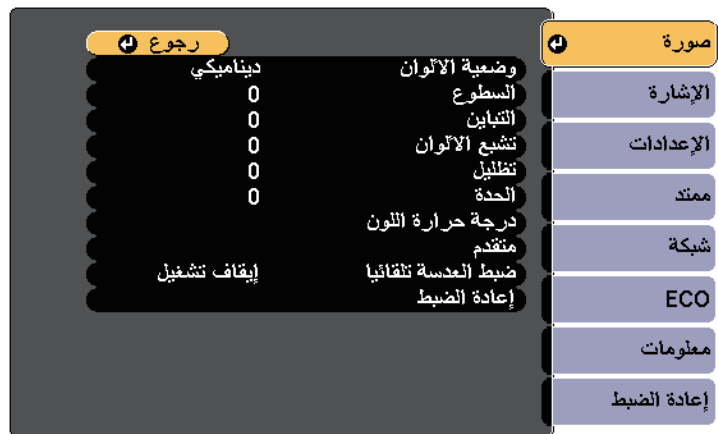 صورة
الإشارة
الإعدادات
ممتد
شبكة
ECO
معلومات
إعادة الضبط
رجوع
وضعية الألوان ديناميكي
السطوع 0
التباين 0
تشبع الألوان 0
تظليل 0
الحدة 0
درجة حرارة اللون
متقدم
ضبط العدسة تلقائيا إيقاف تشغيل
إعادة الضبط